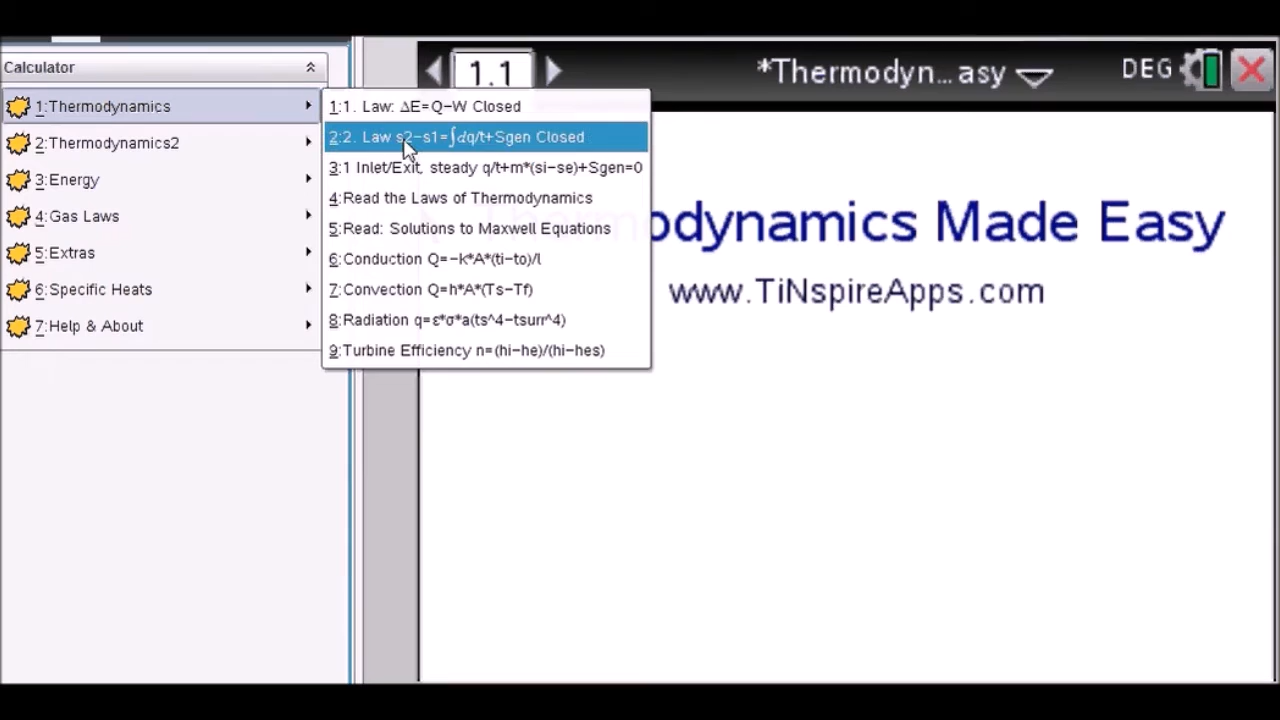 Calculator
1:Thermodynamics
2:Thermodynamics2
3:Energy
4:Gas Laws
5:Extras
6:Specific Heats
7:Help & About
1:1. Law: ΔE=Q−W Closed
2:2. Law s2−s1=∫dq/t+Sgen Closed
3:1 Inlet/Exit, steady q/t+m*(si−se)+Sgen=0
4:Read the Laws of Thermodynamics
5:Read: Solutions to Maxwell Equations
6:Conduction Q=−k*A*(ti−to)/l
7:Convection Q=h*A*(Ts−Tf)
8:Radiation q=ε*σ*a(ts^4−tsurr^4)
9:Turbine Efficiency n=(hi−he)/(hi−hes)
1.1
*Thermodyn...asy
DEG
odynamics Made Easy
www.TiNspireApps.com